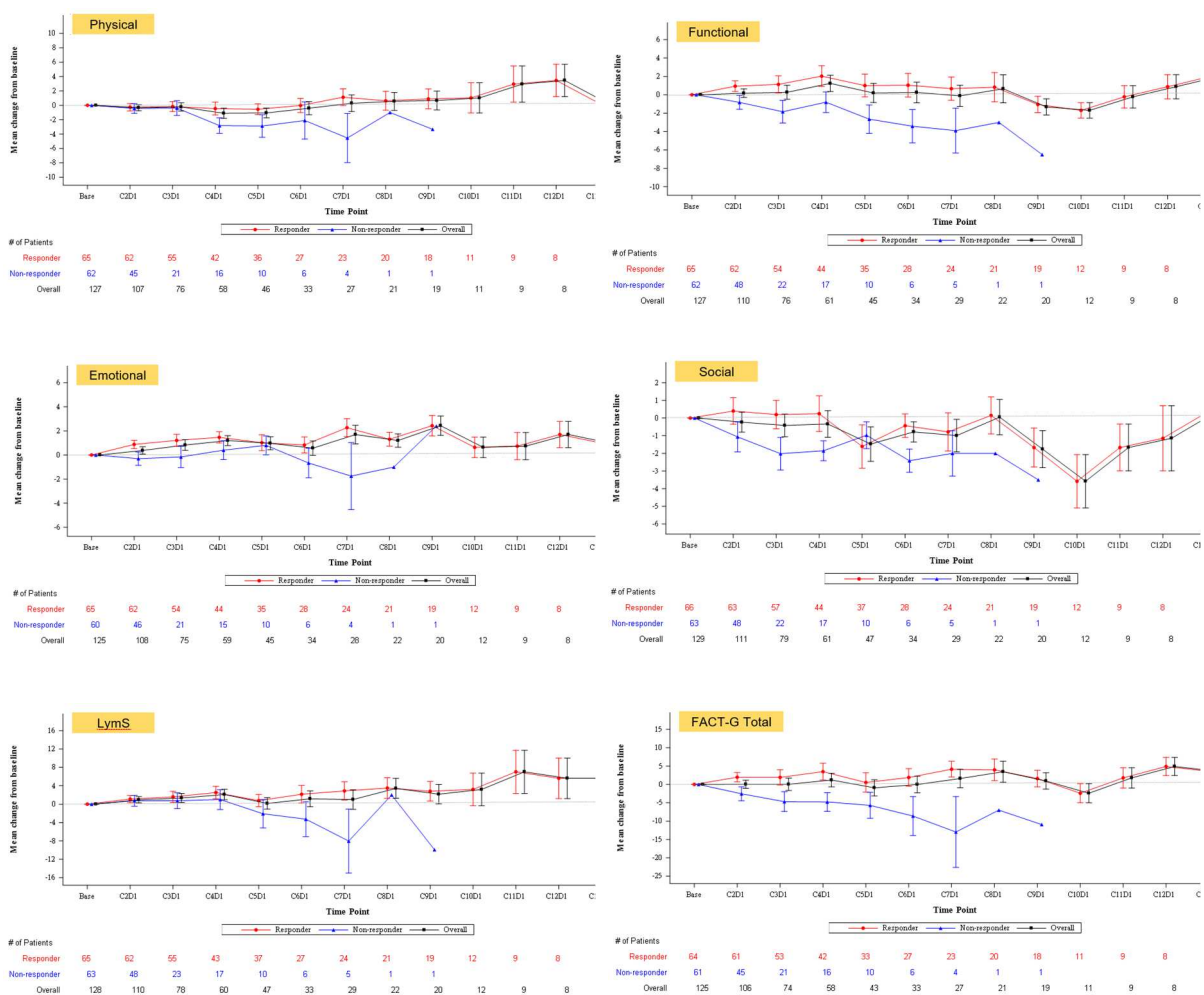 Physical
Mean change from baseline
10
8
6
4
2
0
-2
-4
-6
-8
-10
Base C2D1 C3D1 C4D1 C5D1 C6D1 C7D1 C8D1 C9D1 C10D1 C11D1 C12D1 C1
Time Point
Responder Non-responder Overall
# of Patients
Responder 65 62 55 42 36 27 23 20 18 11 9 8
Non-responder 62 45 21 16 10 6 4 1 1
Overall 127 107 76 58 46 33 27 21 19 11 9 8
Functional
Mean change from baseline
6
4
2
0
-2
-4
-6
-8
-10
Base C2D1 C3D1 C4D1 C5D1 C6D1 C7D1 C8D1 C9D1 C10D1 C11D1 C12D1 C
Time Point
Responder Non-responder Overall
# of Patients
Responder 65 62 54 44 35 28 24 21 19 12 9 8
Non-responder 62 48 22 17 10 6 5 1 1
Overall 127 110 76 61 45 34 29 22 20 12 9 8
Emotional
Mean change from baseline
6
4
2
0
-2
-4
-6
Base C2D1 C3D1 C4D1 C5D1 C6D1 C7D1 C8D1 C9D1 C10D1 C11D1 C12D1 C
Time Point
Responder Non-responder Overall
# of Patients
Responder 65 62 54 44 35 28 24 21 19 12 9 8
Non-responder 60 46 21 15 10 6 4 1 1
Overall 125 108 75 59 45 34 28 22 20 12 9 8
Social
Mean change from baseline
2
1
0
-1
-2
-3
-4
-5
-6
Base C2D1 C3D1 C4D1 C5D1 C6D1 C7D1 C8D1 C9D1 C10D1 C11D1 C12D1 C
Time Point
Responder Non-responder Overall
# of Patients
Responder 66 63 57 44 37 28 24 21 19 12 9 8
Non-responder 63 48 22 17 10 6 5 1 1
Overall 129 111 79 61 47 34 29 22 20 12 9 8
LymS
Mean change from baseline
16
12
8
4
0
-4
-8
-12
-16
Base C2D1 C3D1 C4D1 C5D1 C6D1 C7D1 C8D1 C9D1 C10D1 C11D1 C12D1 C
Time Point
Responder Non-responder Overall
# of Patients
Responder 65 62 55 43 37 27 24 21 19 12 9 8
Non-responder 63 48 23 17 10 6 5 1 1
Overall 128 110 78 60 47 33 29 22 20 12 9 8
FACT-G Total
Mean change from baseline
15
10
5
0
-5
-10
-15
-20
-25
Base C2D1 C3D1 C4D1 C5D1 C6D1 C7D1 C8D1 C9D1 C10D1 C11D1 C12D1 C
Time Point
Responder Non-responder Overall
# of Patients
Responder 64 61 53 42 33 27 23 20 18 11 9 8
Non-responder 61 45 21 16 10 6 4 1 1
Overall 125 106 74 58 43 33 27 21 19 11 9 8